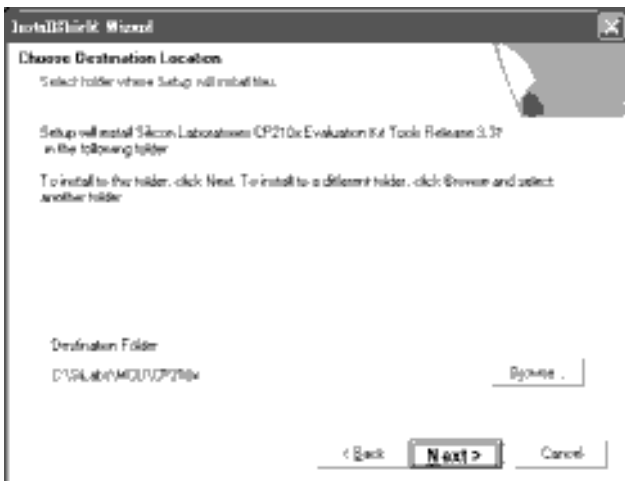 InstallShield Wizard
Choose Destination Location
Select folder where Setup will install files.
Setup will install Silicon Laboratories CP210x Evaluation Kit Tools Release 3.31
in the following folder
To install to this folder, click Next. To install to a different folder, click Browse and select
another folder
Destination Folder
C:\SiLabs\MCU\CP210x
Browse...
< Back
Next >
Cancel